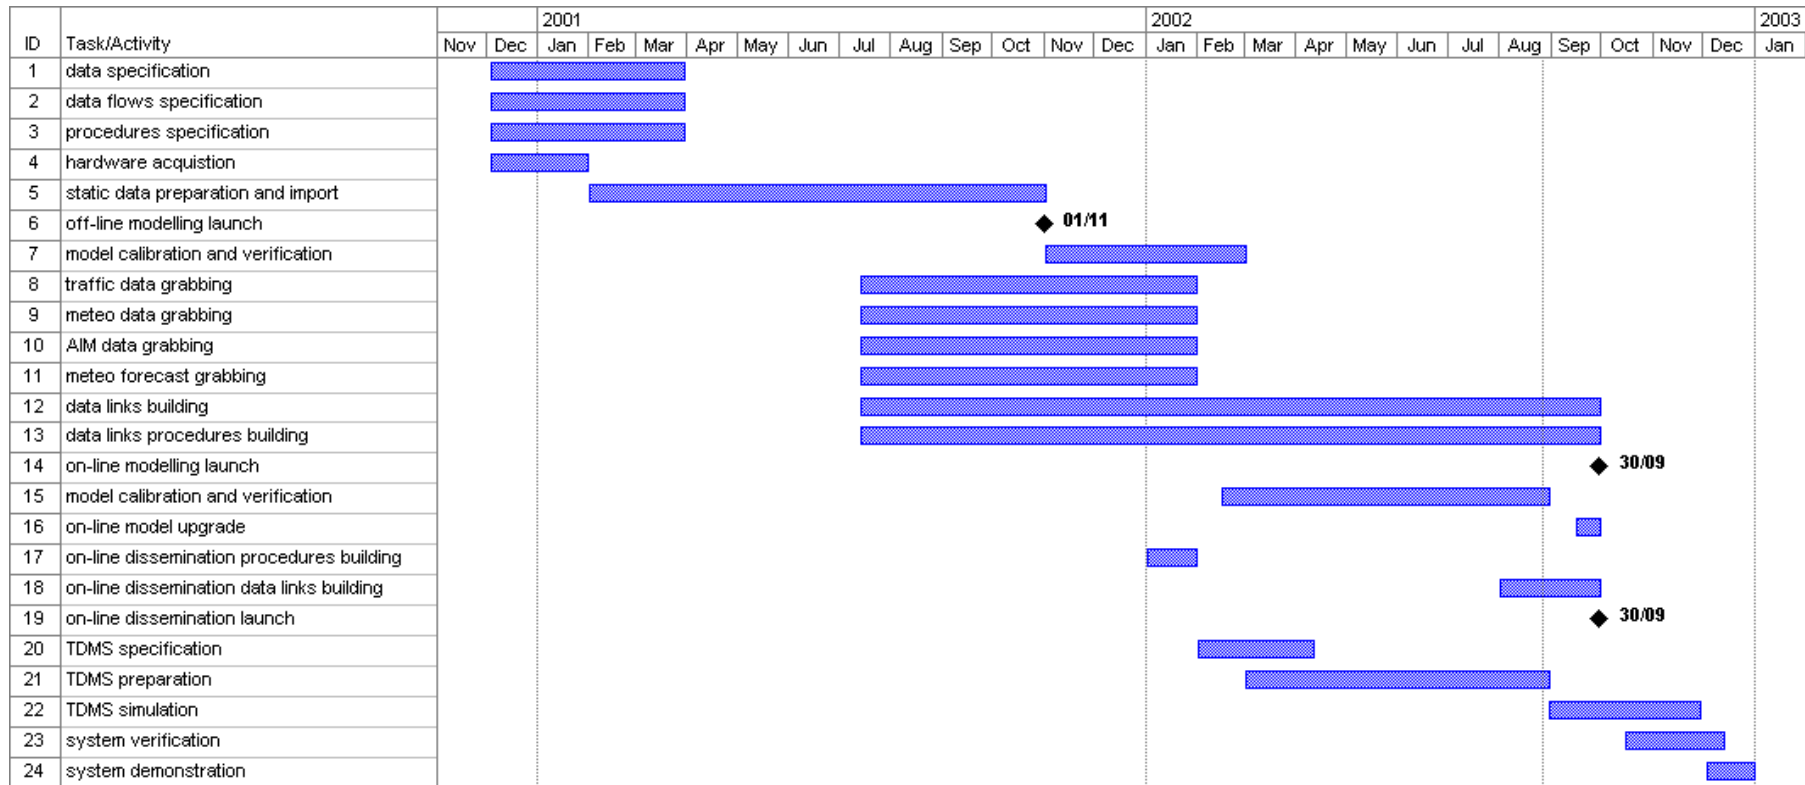 2001 2002 2003
ID Task/Activity Nov Dec Jan Feb Mar Apr May Jun Jul Aug Sep Oct Nov Dec Jan Feb Mar Apr May Jun Jul Aug Sep Oct Nov Dec Jan
1 data specification
2 data flows specification
3 procedures specification
4 hardware acquistion
5 static data preparation and import
6 off-line modelling launch 01/11
7 model calibration and verification
8 traffic data grabbing
9 meteo data grabbing
10 AIM data grabbing
11 meteo forecast grabbing
12 data links building
13 data links procedures building
14 on-line modelling launch 30/09
15 model calibration and verification
16 on-line model upgrade
17 on-line dissemination procedures building
18 on-line dissemination data links building
19 on-line dissemination launch 30/09
20 TDMS specification
21 TDMS preparation
22 TDMS simulation
23 system verification
24 system demonstration